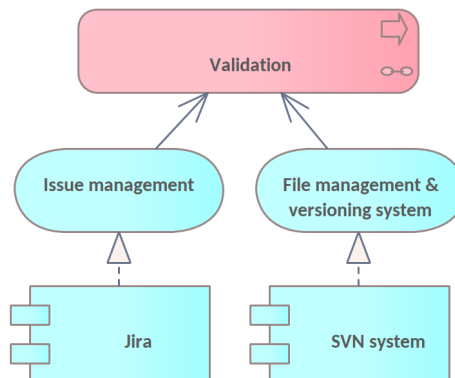 Validation
Issue management
File management &
versioning system
Jira
SVN system